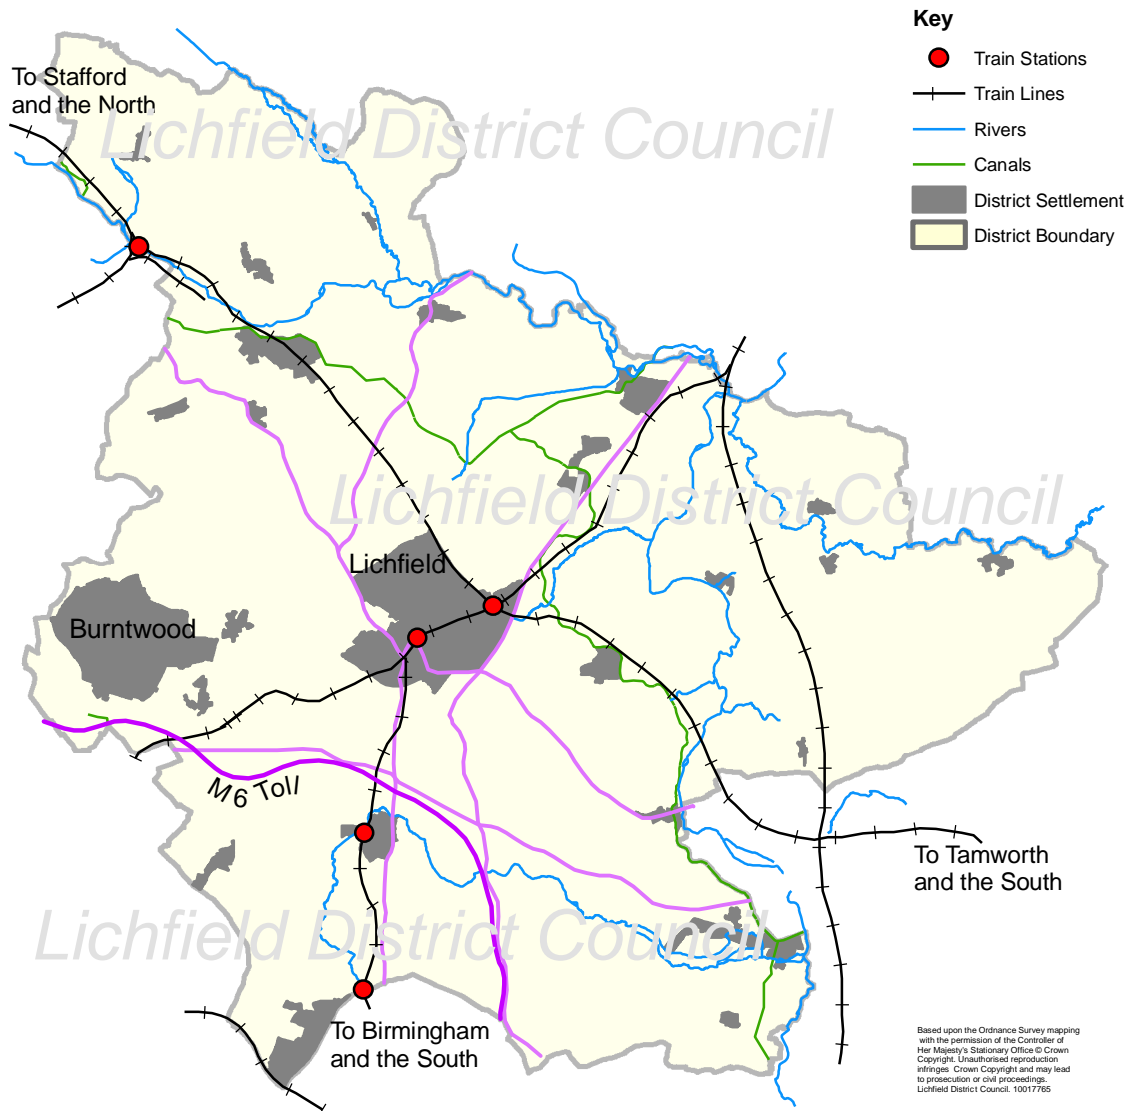 Key
Train Stations
Train Lines
Rivers
Canals
District Settlement
District Boundary
To Stafford
and the North
Lichfield District Council
Lichfield District Council
Lichfield
Burntwood
M6 Toll
To Tamworth
and the South
Lichfield District Council
To Birmingham
and the South
Based upon the Ordnance Survey mapping
with the permission of the Controller of
Her Majesty's Stationary Office © Crown
Copyright. Unauthorised reproduction
infringes Crown Copyright and may lead
to prosecution or civil proceedings.
Lichfield District Council. 10017765